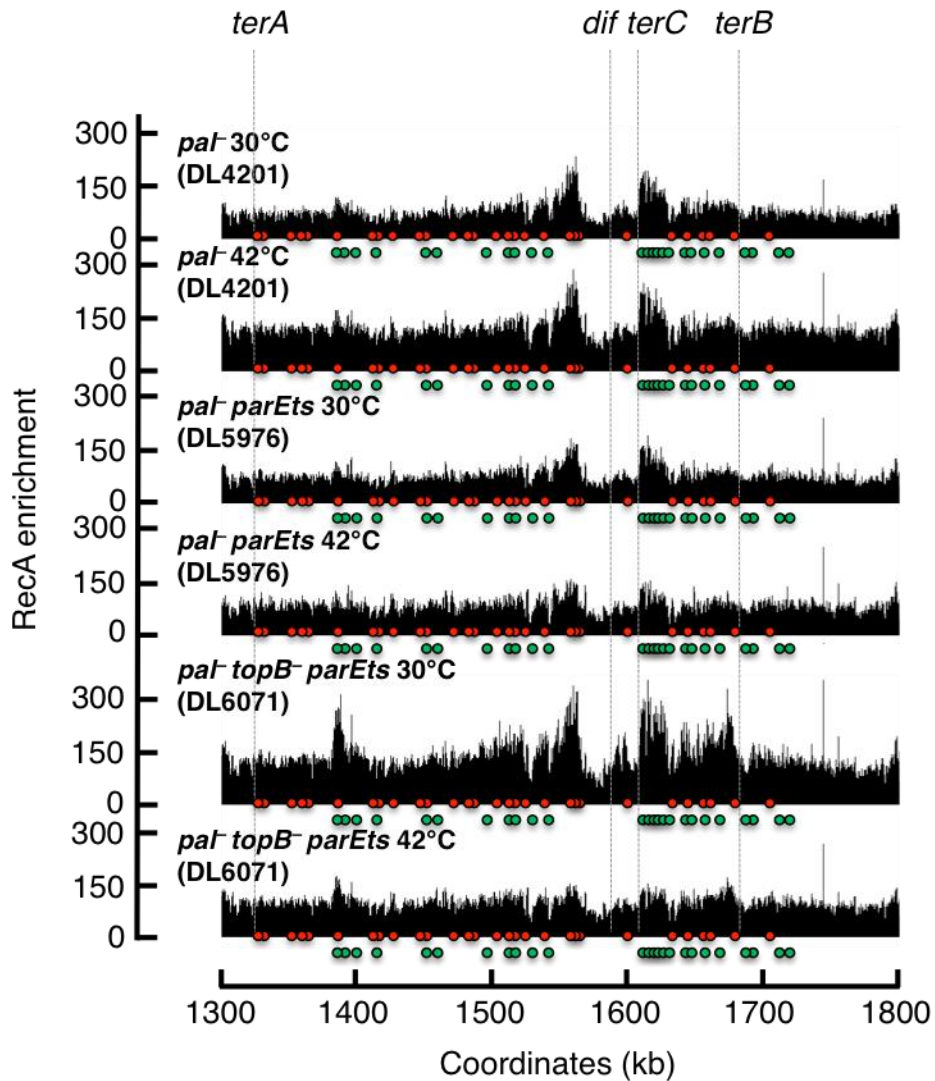 terA dif terC terB
300
150
0
pal– 30°C
(DL4201)
300
150
0
pal– 42°C
(DL4201)
300
150
0
pal– parEts 30°C
(DL5976)
300
150
0
pal– parEts 42°C
(DL5976)
300
150
0
pal– topB– parEts 30°C
(DL6071)
300
150
0
pal– topB– parEts 42°C
(DL6071)
RecA enrichment
1300 1400 1500 1600 1700 1800
Coordinates (kb)